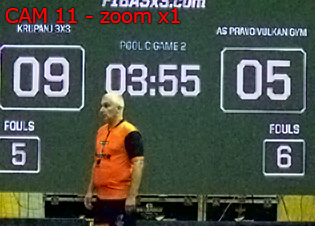 FIBA3X3.com
CAM 11 - zoom x1
KRUPANJ 3X3
POOL C GAME 2
AS PRAVO VULKAN GYM
09
03:55
05
FOULS
5
FOULS
6